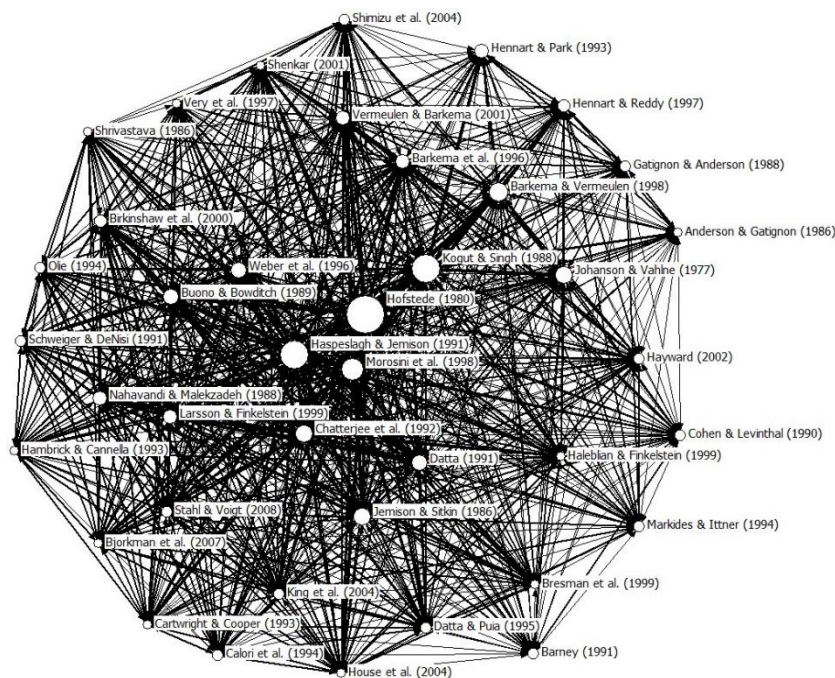 Shimizu et al. (2004)
Hennart & Park (1993)
Shenkar (2001)
Very et al. (1997)
Hennart & Reddy (1997)
Vermeulen & Barkema (2001)
Shrivastava (1986)
Barkema et al. (1996)
Gatignon & Anderson (1988)
Barkema & Vermeulen (1998)
Birkinshaw et al. (2000)
Anderson & Gatignon (1986)
Kogut & Singh (1988)
Olie (1994)
Weber et al. (1996)
Johanson & Vahlne (1977)
Buono & Bowditch (1989)
Hofstede (1980)
Schweiger & DeNisi (1991)
Haspeslagh & Jemison (1991)
Hayward (2002)
Morosini et al. (1998)
Nahavandi & Malekzadeh (1988)
Larsson & Finkelstein (1999)
Chatterjee et al. (1992)
Cohen & Levinthal (1990)
Hambrick & Cannella (1993)
Datta (1991)
Haleblian & Finkelstein (1999)
Stahl & Voigt (2008)
Jemison & Sitkin (1986)
Markides & Ittner (1994)
Bjorkman et al. (2007)
Bresman et al. (1999)
King et al. (2004)
Cartwright & Cooper (1993)
Datta & Puia (1995)
Calori et al. (1994)
Barney (1991)
House et al. (2004)